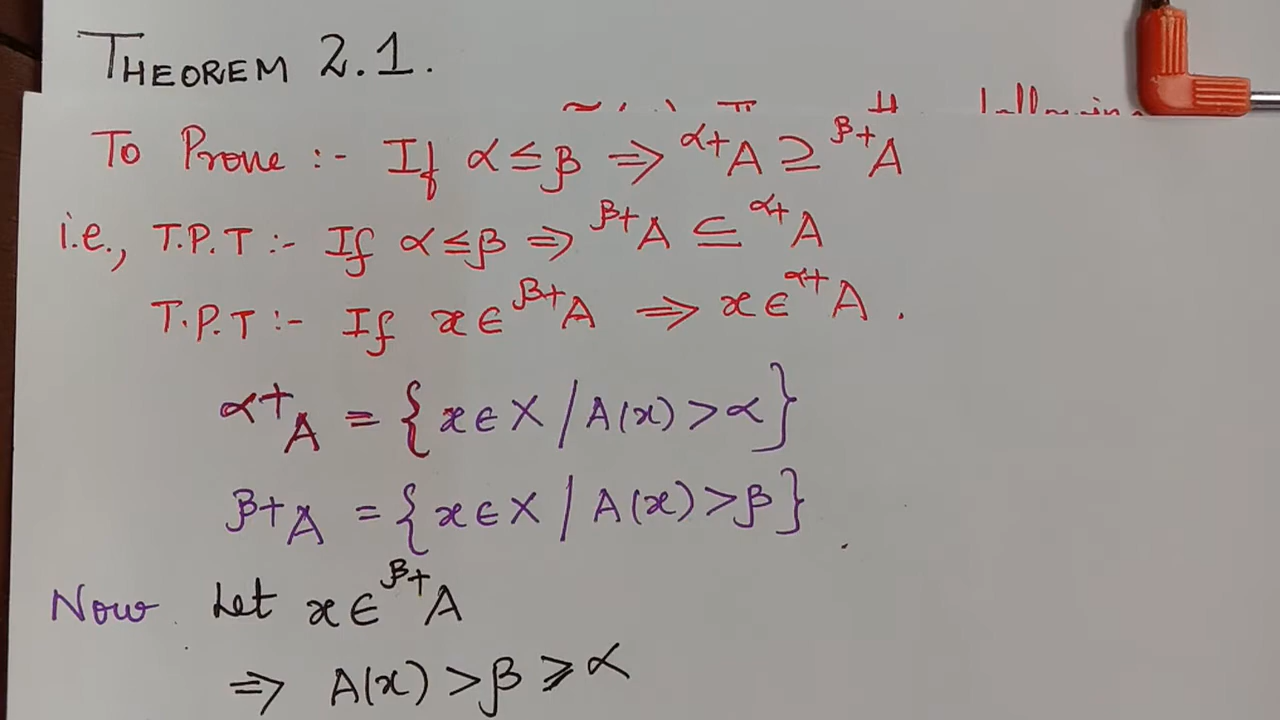 THEOREM 2.1.
To Prove :- If α ≤ β ⇒ ᵅ⁺A ⊇ ᵝ⁺A
i.e., T.P.T :- If α ≤ β ⇒ ᵝ⁺A ⊆ ᵅ⁺A
T.P.T :- If x ∈ ᵝ⁺A ⇒ x ∈ ᵅ⁺A .
ᵅ⁺A = {x ∈ X / A(x) > α}
ᵝ⁺A = {x ∈ X / A(x) > β}
Now Let x ∈ ᵝ⁺A
⇒ A(x) > β ⩾ α